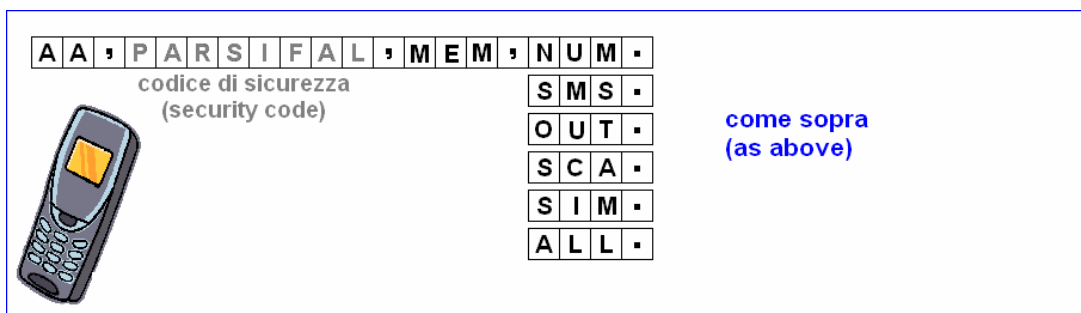 AA,PARSIFAL,MEM,NUM.
codice di sicurezza
(security code)
SMS.
OUT.
come sopra
(as above)
SCA.
SIM.
ALL.